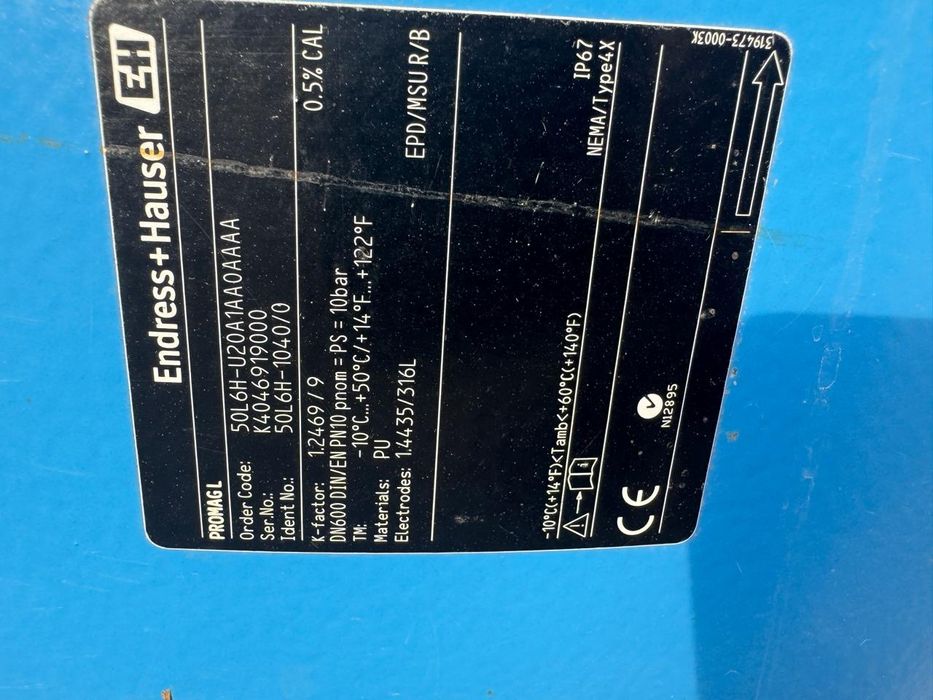 Endress+Hauser EH
PROMAG L
Order Code: 50L6H-U20A1AA0AAAA
Ser.No.: K4046919000
Ident No.: 50L6H-1040/0
K-factor: 1.2469 / 9 0.5% CAL
DN600 DIN/EN PN10 pnom = PS = 10bar
TM: -10°C...+50°C/+14°F...+122°F
Materials: PU
Electrodes: 1.4435/316L EPD/MSU R/B
-10°C(+14°F)<Tamb<+60°C(+140°F) IP67
NEMA/Type4X
CE
N12895
319473-0003K